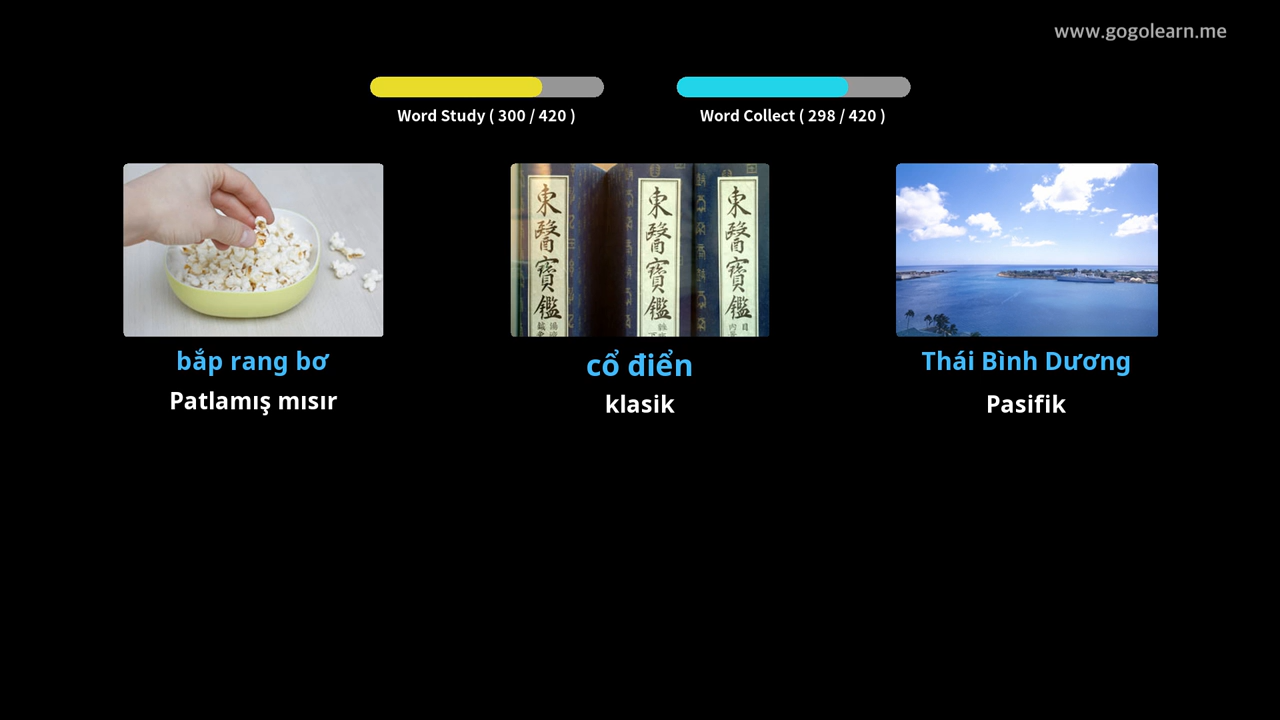 www.gogolearn.me
Word Study ( 300 / 420 )
Word Collect ( 298 / 420 )
東醫寶鑑
東醫寶鑑
東醫寶鑑
bắp rang bơ
cổ điển
Thái Bình Dương
Patlamış mısır
klasik
Pasifik